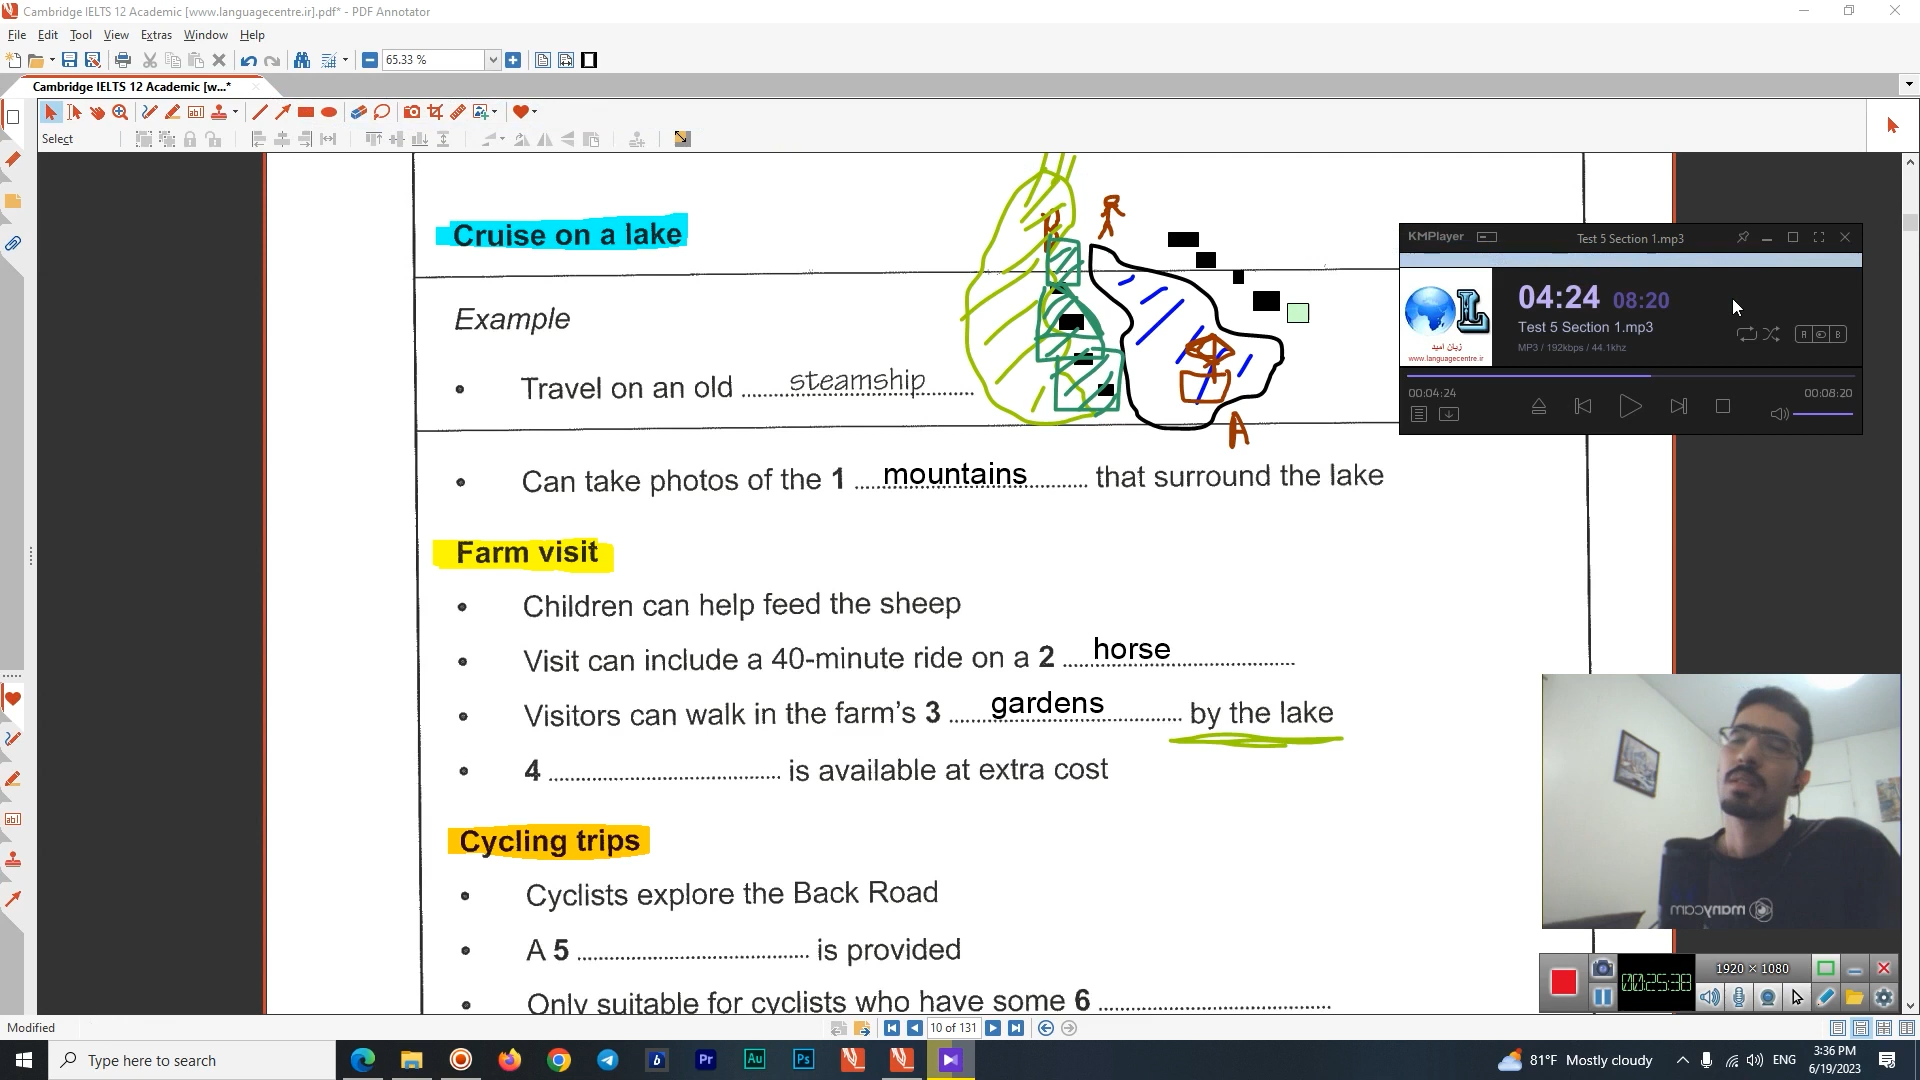 Cambridge IELTS 12 Academic [www.languagecentre.ir].pdf* - PDF Annotator
File Edit Tool View Extras Window Help
65.33 %
Cambridge IELTS 12 Academic [w...*
Select
Cruise on a lake
Example
• Travel on an old steamship
• Can take photos of the 1 mountains that surround the lake
Farm visit
• Children can help feed the sheep
• Visit can include a 40-minute ride on a 2 horse
• Visitors can walk in the farm's 3 gardens by the lake
• 4 .................... is available at extra cost
Cycling trips
• Cyclists explore the Back Road
• A 5 .................... is provided
• Only suitable for cyclists who have some 6 ....................
R
A
KMPlayer
Test 5 Section 1.mp3
04:24 08:20
Test 5 Section 1.mp3
MP3 / 192kbps / 44.1khz
زبان امید
www.languagecentre.ir
A B
00:04:24 00:08:20
manycam
1920 × 1080
00:25:38
Modified
10 of 131
Type here to search
81°F Mostly cloudy
ENG
3:36 PM
6/19/2023